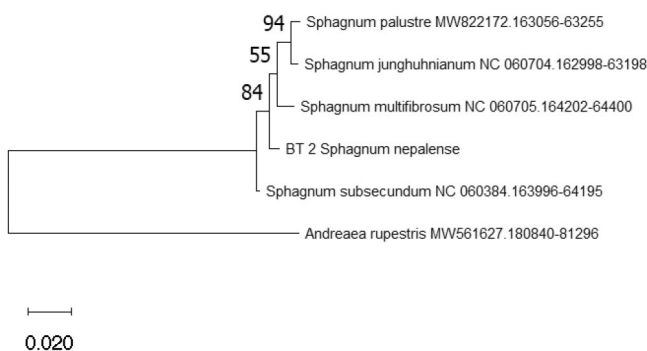 94
Sphagnum palustre MW822172.163056-63255
55
Sphagnum junghuhnianum NC 060704.162998-63198
84
Sphagnum multifibrosum NC 060705.164202-64400
BT 2 Sphagnum nepalense
Sphagnum subsecundum NC 060384.163996-64195
Andreaea rupestris MW561627.180840-81296
0.020